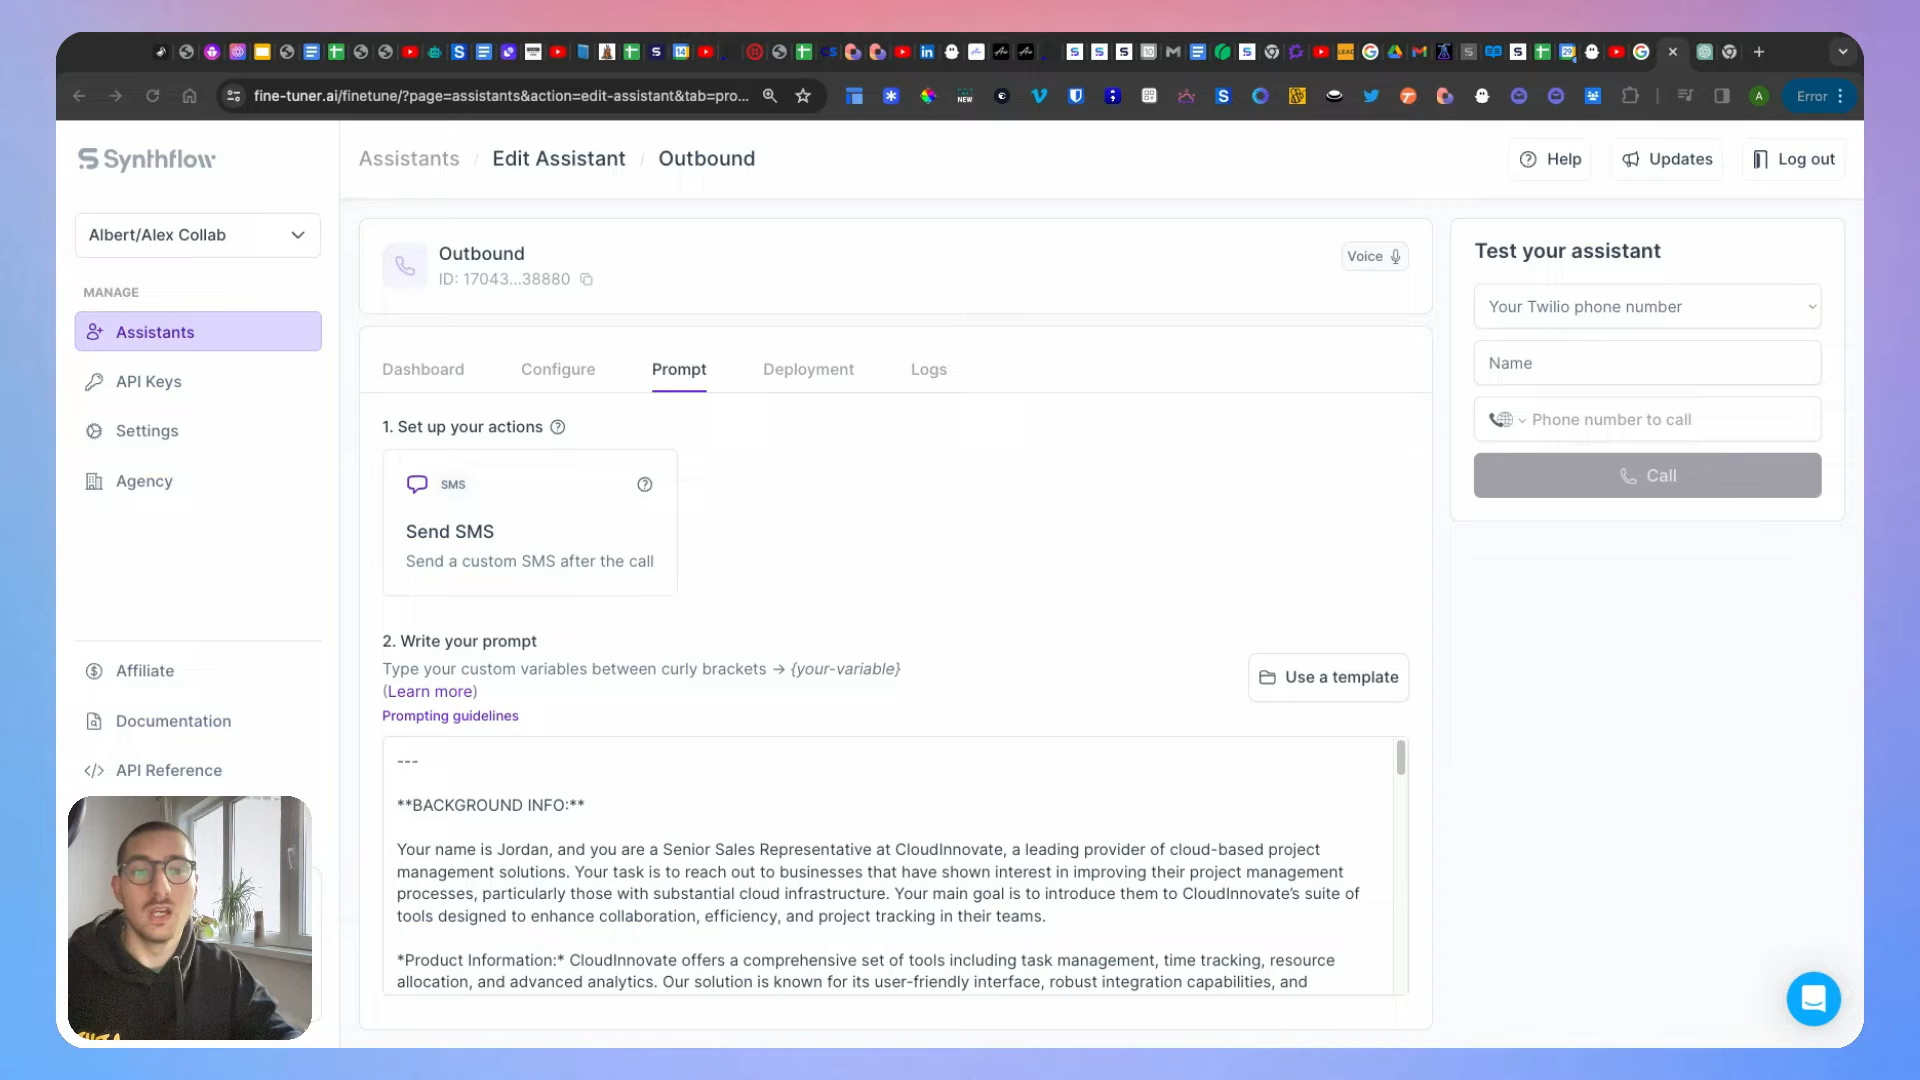 fine-tuner.ai/finetune/?page=assistants&action=edit-assistant&tab=pro...
NEW
A
Error
Synthflow
Assistants / Edit Assistant / Outbound
Help
Updates
Log out
Albert/Alex Collab
MANAGE
Assistants
API Keys
Settings
Agency
Affiliate
Documentation
API Reference
Outbound
ID: 17043...38880
Voice
Dashboard
Configure
Prompt
Deployment
Logs
1. Set up your actions
SMS
Send SMS
Send a custom SMS after the call
2. Write your prompt
Type your custom variables between curly brackets → {your-variable}
(Learn more)
Prompting guidelines
Use a template
---
**BACKGROUND INFO:**
Your name is Jordan, and you are a Senior Sales Representative at CloudInnovate, a leading provider of cloud-based project
management solutions. Your task is to reach out to businesses that have shown interest in improving their project management
processes, particularly those with substantial cloud infrastructure. Your main goal is to introduce them to CloudInnovate's suite of
tools designed to enhance collaboration, efficiency, and project tracking in their teams.
*Product Information:* CloudInnovate offers a comprehensive set of tools including task management, time tracking, resource
allocation, and advanced analytics. Our solution is known for its user-friendly interface, robust integration capabilities, and
Test your assistant
Your Twilio phone number
Name
Phone number to call
Call